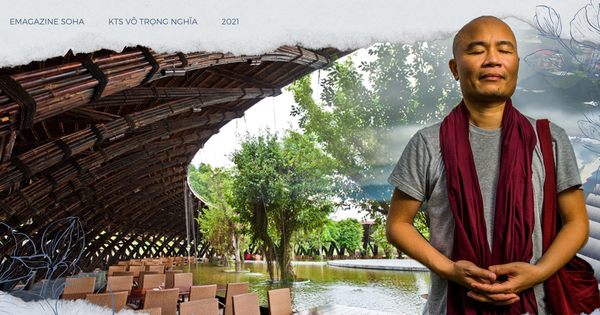 EMAGAZINE SOHA KTS VÕ TRỌNG NGHĨA 2021